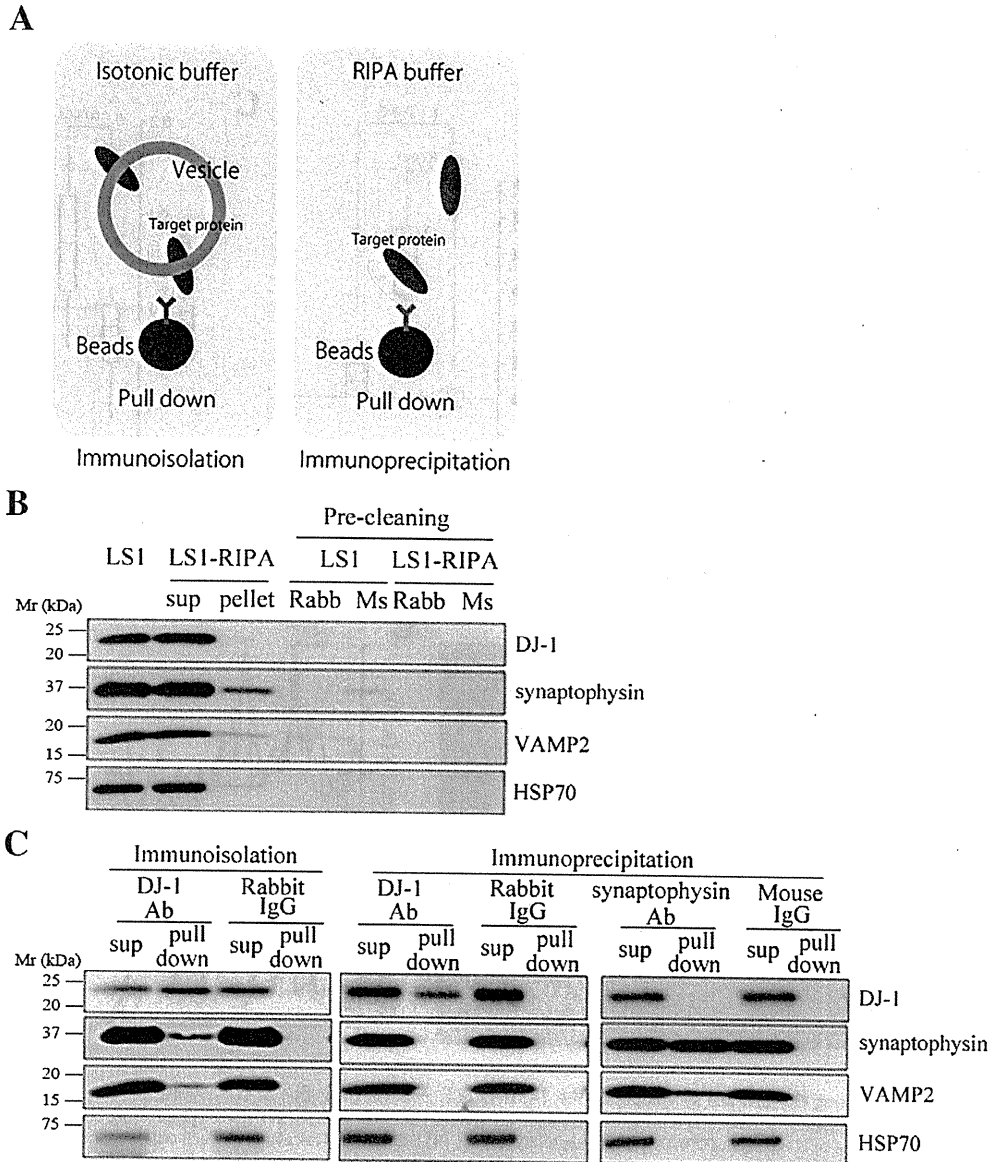 A
Isotonic buffer
Vesicle
Target protein
Beads
Pull down
Immunoisolation
RIPA buffer
Target protein
Beads
Pull down
Immunoprecipitation
B
Pre-cleaning
LS1 LS1-RIPA LS1 LS1-RIPA
Mr (kDa) sup pellet Rabb Ms Rabb Ms
25
20
DJ-1
37
synaptophysin
20
15
VAMP2
75
HSP70
C
Immunoisolation Immunoprecipitation
DJ-1 Rabbit DJ-1 Rabbit synaptophysin Mouse
Ab IgG Ab IgG Ab IgG
sup pull sup pull sup pull sup pull sup pull sup pull
Mr (kDa) down down down down down down
25
20
DJ-1
37
synaptophysin
20
15
VAMP2
75
HSP70